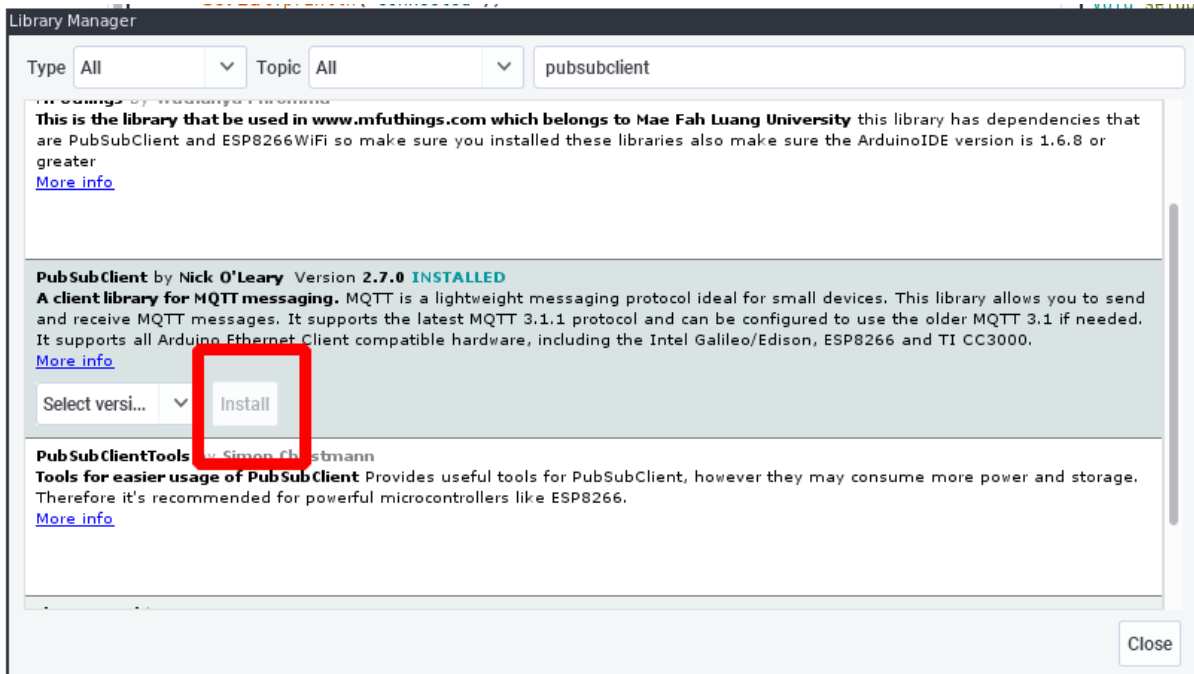 Library Manager
Type All Topic All pubsubclient
This is the library that be used in www.mfuthings.com which belongs to Mae Fah Luang University this library has dependencies that
are PubSubClient and ESP8266WiFi so make sure you installed these libraries also make sure the ArduinoIDE version is 1.6.8 or
greater
More info
PubSubClient by Nick O'Leary Version 2.7.0 INSTALLED
A client library for MQTT messaging. MQTT is a lightweight messaging protocol ideal for small devices. This library allows you to send
and receive MQTT messages. It supports the latest MQTT 3.1.1 protocol and can be configured to use the older MQTT 3.1 if needed.
It supports all Arduino Ethernet Client compatible hardware, including the Intel Galileo/Edison, ESP8266 and TI CC3000.
More info
Select versi... Install
PubSubClientTools by Simon Christmann
Tools for easier usage of PubSubClient Provides useful tools for PubSubClient, however they may consume more power and storage.
Therefore it's recommended for powerful microcontrollers like ESP8266.
More info
Close